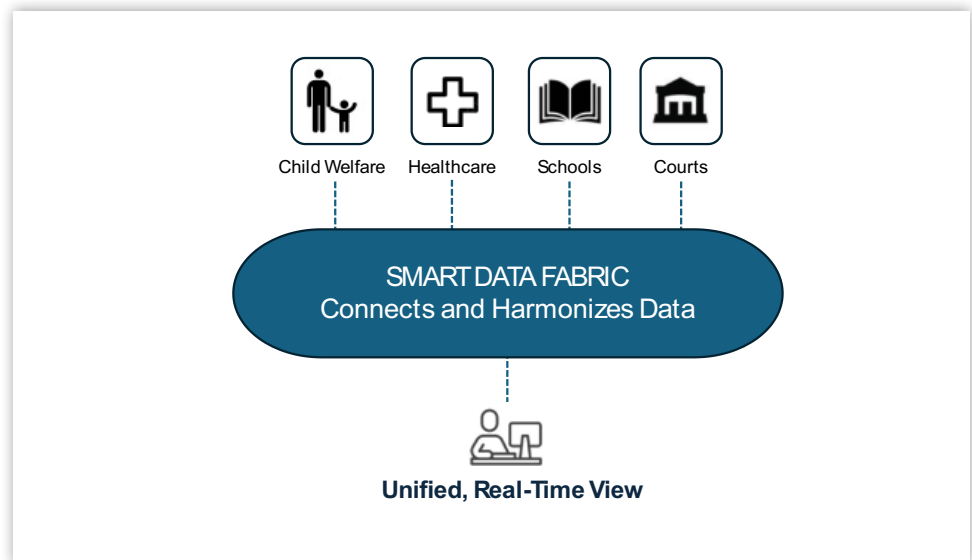 Child Welfare Healthcare Schools Courts
SMART DATA FABRIC
Connects and Harmonizes Data
Unified, Real-Time View